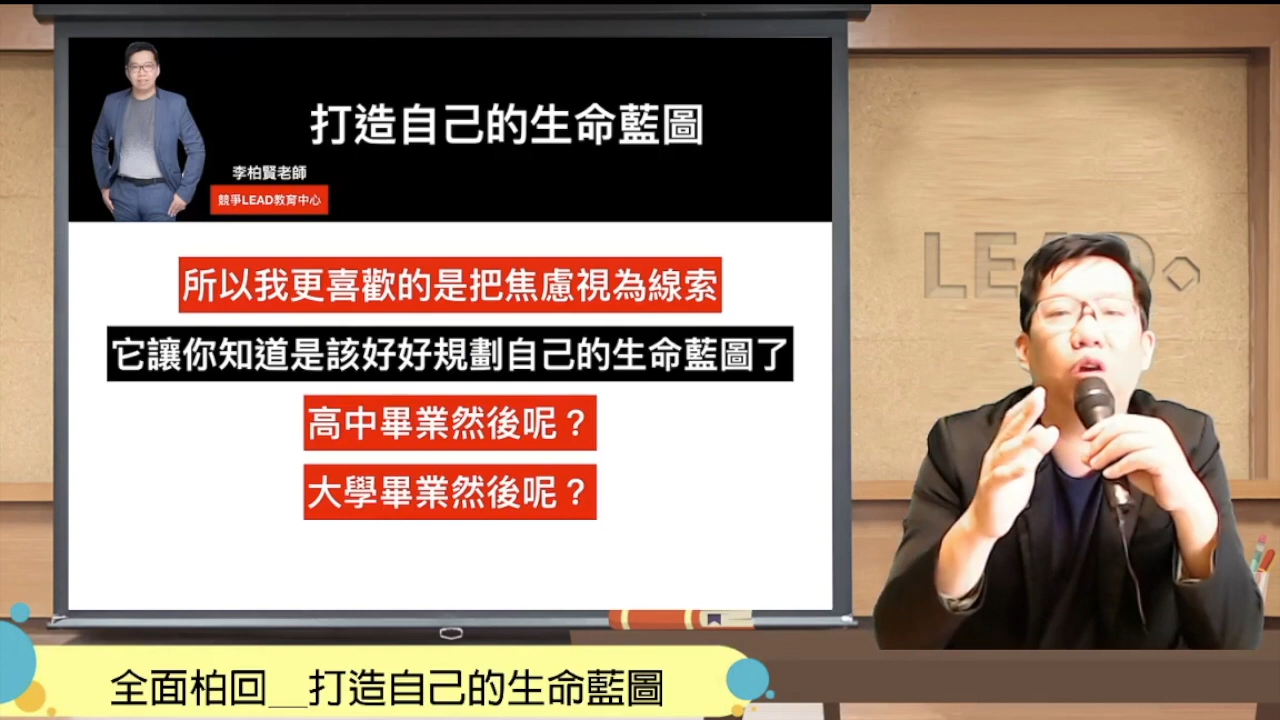 打造自己的生命藍圖
李柏賢老師
競爭LEAD教育中心
所以我更喜歡的是把焦慮視為線索
它讓你知道是該好好規劃自己的生命藍圖了
高中畢業然後呢？
大學畢業然後呢？
LEAD
全面柏回__打造自己的生命藍圖